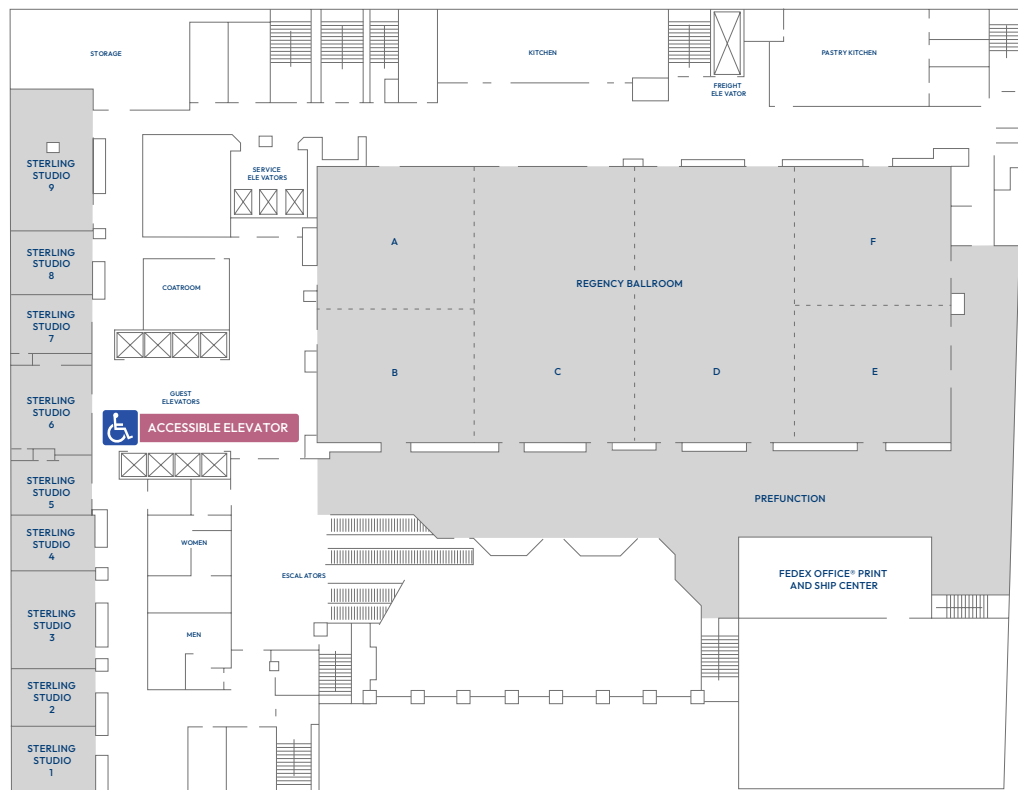 STORAGE
KITCHEN
PASTRY KITCHEN
FREIGHT
ELE VATOR
STERLING
STUDIO
9
SERVICE
ELE VATORS
A
F
STERLING
STUDIO
8
COATROOM
REGENCY BALLROOM
STERLING
STUDIO
7
B
C
D
E
GUEST
ELEVATORS
STERLING
STUDIO
6
ACCESSIBLE ELEVATOR
STERLING
STUDIO
5
PREFUNCTION
STERLING
STUDIO
4
WOMEN
ESCAL ATORS
FEDEX OFFICE® PRINT
AND SHIP CENTER
STERLING
STUDIO
3
MEN
STERLING
STUDIO
2
STERLING
STUDIO
1